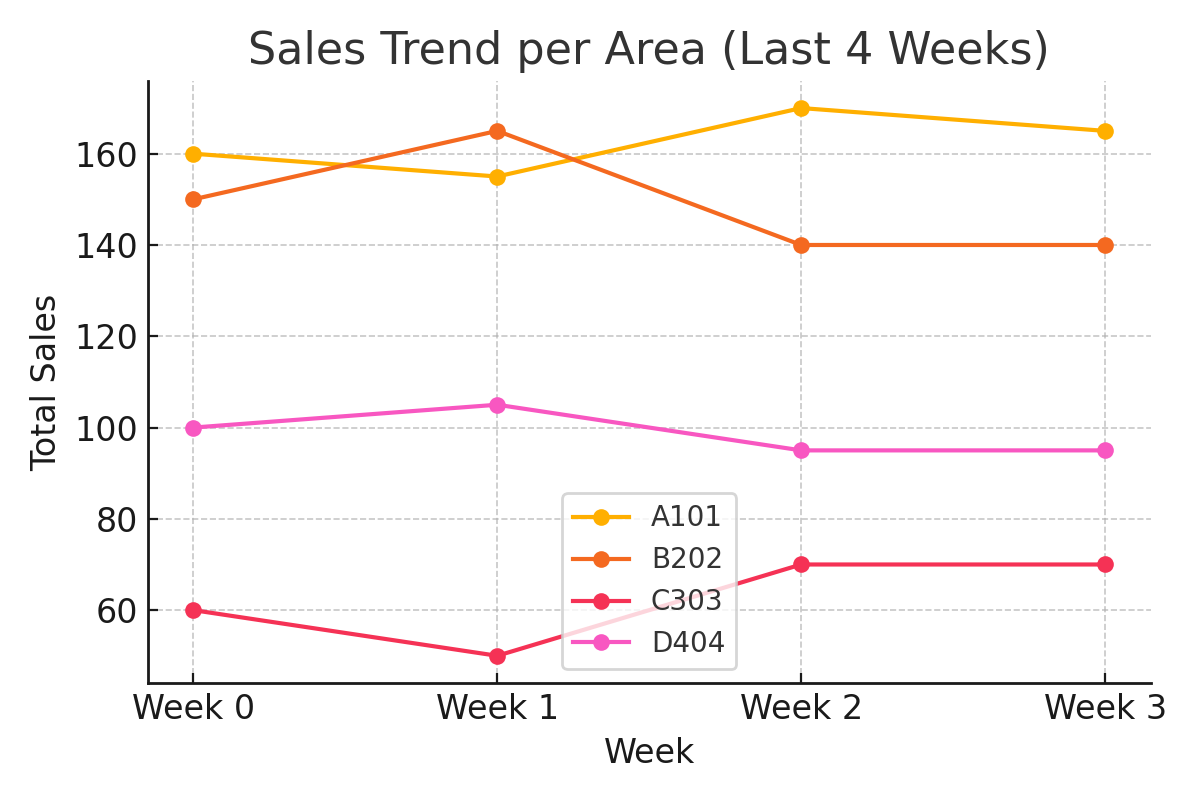 Sales Trend per Area (Last 4 Weeks)
Total Sales
160
140
120
100
80
60
A101
B202
C303
D404
Week 0 Week 1 Week 2 Week 3
Week